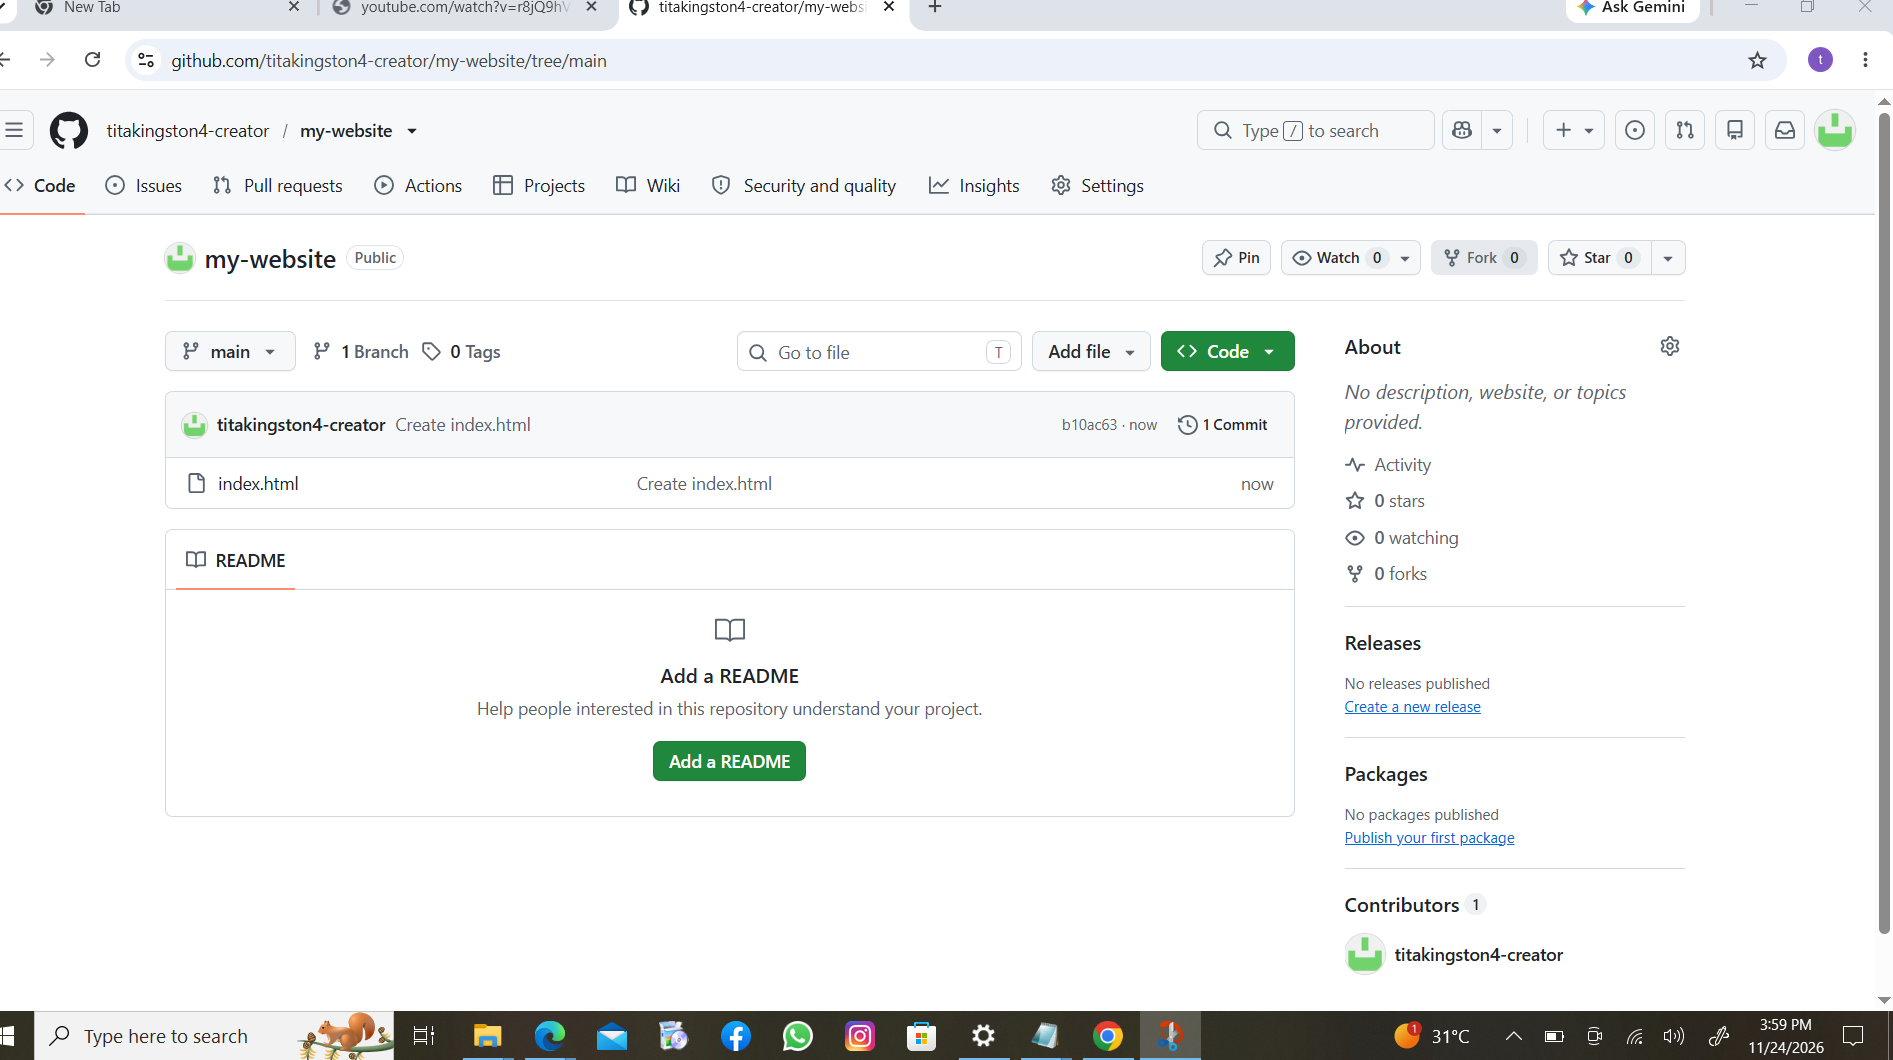 New Tab
youtube.com/watch?v=r8jQ9hV
titakingston4-creator/my-webs
Ask Gemini
github.com/titakingston4-creator/my-website/tree/main
t
titakingston4-creator / my-website
Type / to search
Code
Issues
Pull requests
Actions
Projects
Wiki
Security and quality
Insights
Settings
my-website Public
Pin
Watch 0
Fork 0
Star 0
main
1 Branch
0 Tags
Go to file T
Add file
Code
titakingston4-creator Create index.html
b10ac63 · now
1 Commit
index.html
Create index.html
now
README
Add a README
Help people interested in this repository understand your project.
Add a README
About
No description, website, or topics
provided.
Activity
0 stars
0 watching
0 forks
Releases
No releases published
Create a new release
Packages
No packages published
Publish your first package
Contributors 1
titakingston4-creator
Type here to search
1
31°C
3:59 PM
11/24/2026